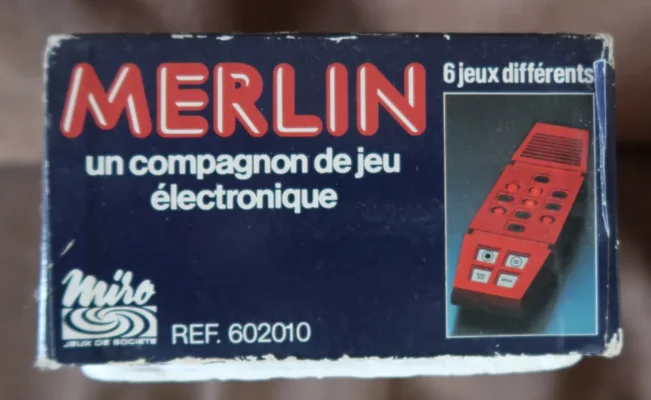 MERLIN
6 jeux différents
un compagnon de jeu
électronique
miro
JEUX DE SOCIETE
REF. 602010